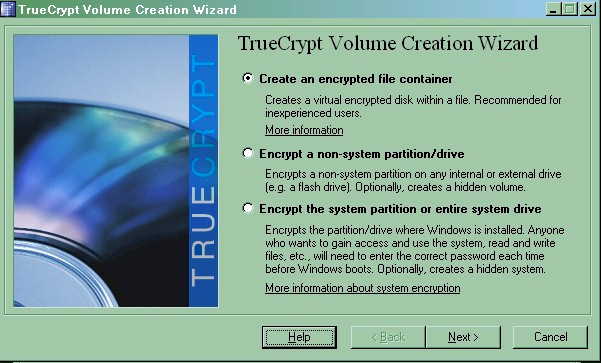 TrueCrypt Volume Creation Wizard
TRUECRYPT
TrueCrypt Volume Creation Wizard
Create an encrypted file container
Creates a virtual encrypted disk within a file. Recommended for
inexperienced users.
More information
Encrypt a non-system partition/drive
Encrypts a non-system partition on any internal or external drive
(e.g. a flash drive). Optionally, creates a hidden volume.
Encrypt the system partition or entire system drive
Encrypts the partition/drive where Windows is installed. Anyone
who wants to gain access and use the system, read and write
files, etc., will need to enter the correct password each time
before Windows boots. Optionally, creates a hidden system.
More information about system encryption
Help
< Back
Next >
Cancel